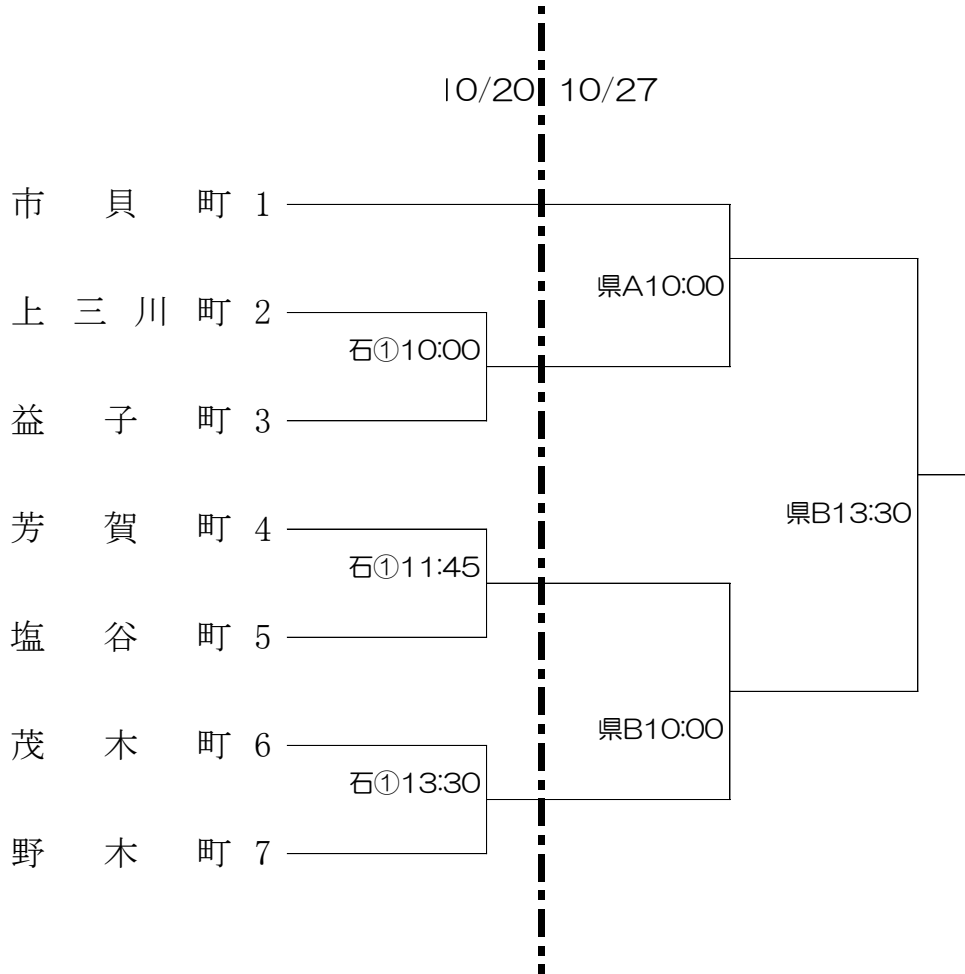 10/20 10/27
市貝町 1
県A10:00
上三川町 2
石①10:00
益子町 3
県B13:30
芳賀町 4
石①11:45
塩谷町 5
県B10:00
茂木町 6
石①13:30
野木町 7